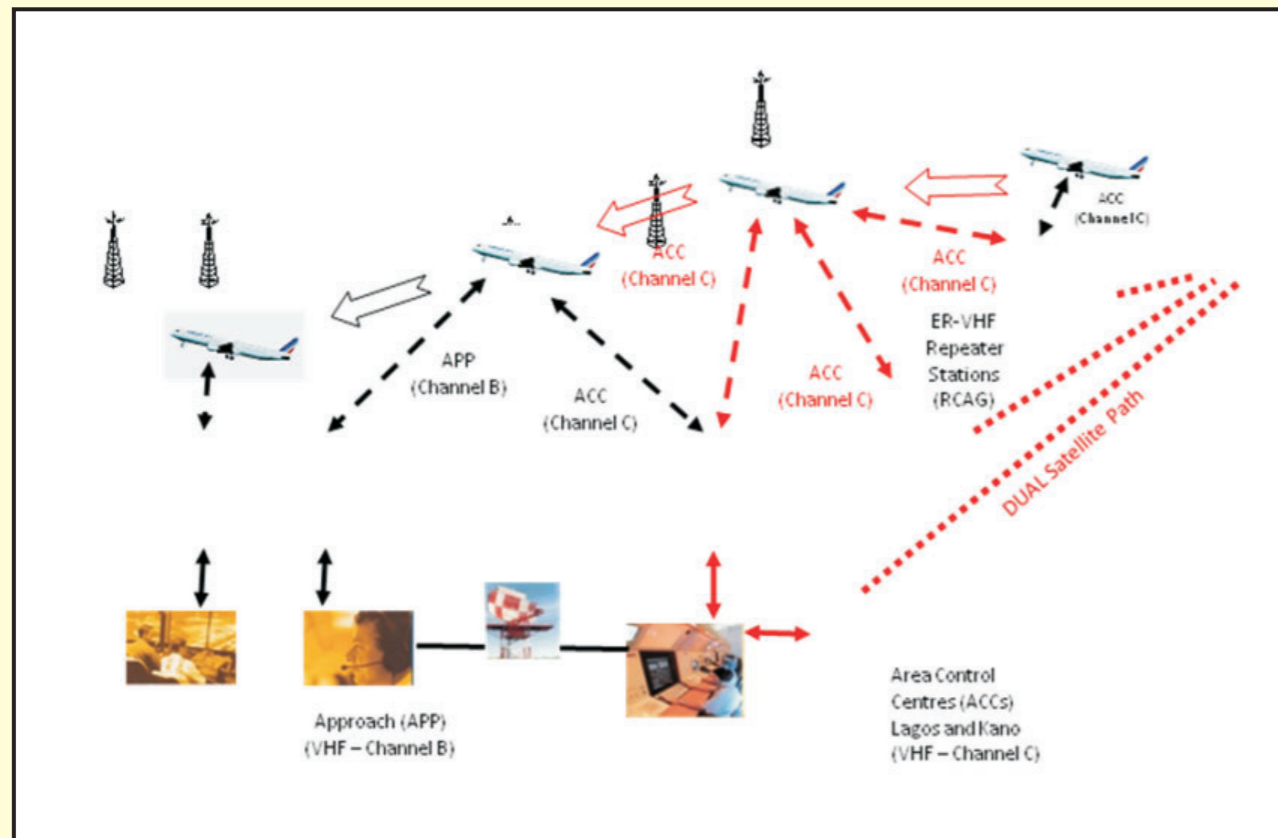 ACC
(Channel C)
ACC
(Channel C)
ACC
(Channel C)
ER-VHF
Repeater
Stations
(RCAG)
APP
(Channel B)
ACC
(Channel C)
ACC
(Channel C)
DUAL Satellite Path
Approach (APP)
(VHF – Channel B)
Area Control
Centres (ACCs)
Lagos and Kano
(VHF – Channel C)